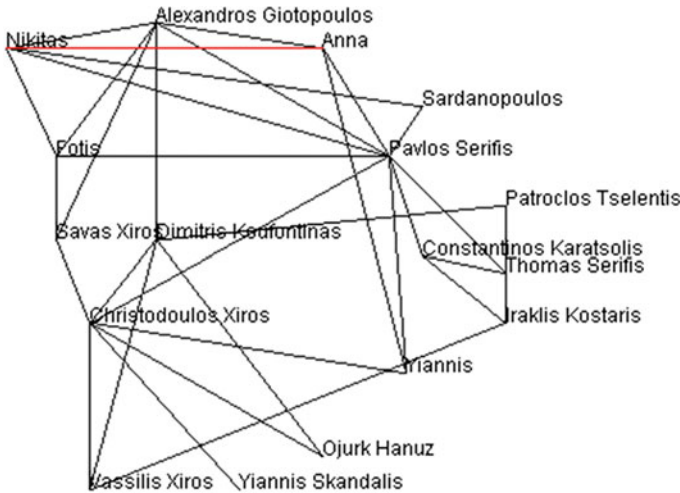 Alexandros Giotopoulos
Nikitas
Anna
Sardanopoulos
Fotis
Pavlos Serifis
Patroclos Tselentis
Savas Xiros
Dimitris Koufontinas
Constantinos Karatsolis
Thomas Serifis
Christodoulos Xiros
Iraklis Kostaris
Yiannis
Ojurk Hanuz
Vassilis Xiros
Yiannis Skandalis